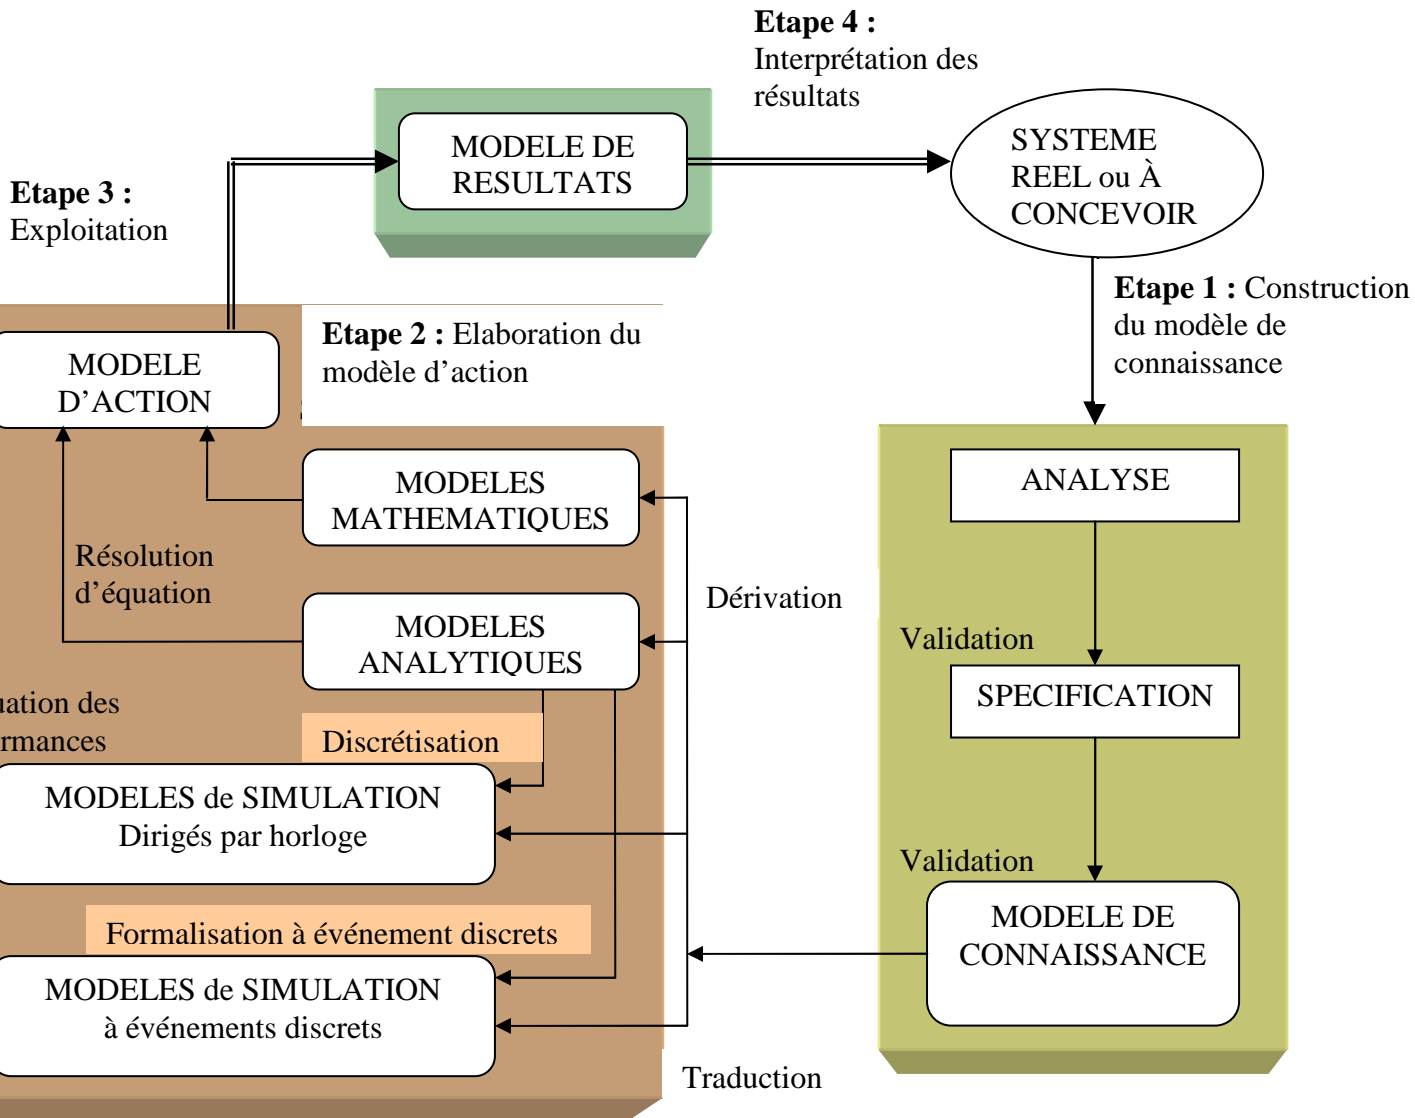 Etape 4 :
Interprétation des
résultats
MODELE DE
RESULTATS
SYSTEME
REEL ou À
CONCEVOIR
Etape 3 :
Exploitation
Etape 1 : Construction
du modèle de
connaissance
Etape 2 : Elaboration du
modèle d’action
MODELE
D’ACTION
MODELES
MATHEMATIQUES
ANALYSE
Résolution
d’équation
Dérivation
MODELES
ANALYTIQUES
Validation
SPECIFICATION
uation des
rmances
Discrétisation
MODELES de SIMULATION
Dirigés par horloge
Validation
MODELE DE
CONNAISSANCE
Formalisation à événement discrets
MODELES de SIMULATION
à événements discrets
Traduction